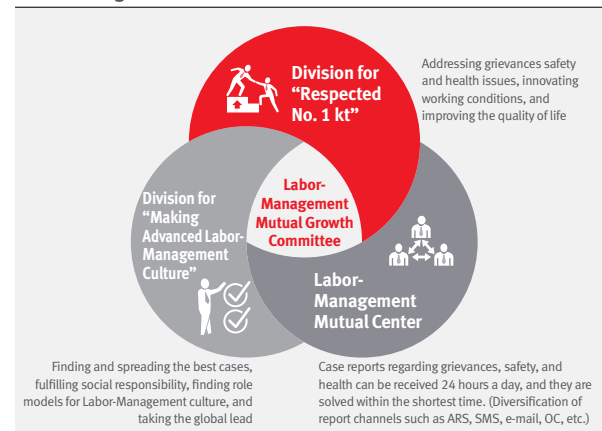 Division for
“Respected
No. 1 kt”
Addressing grievances safety
and health issues, innovating
working conditions, and
improving the quality of life
Division for
“Making
Advanced Labor-
Management
Culture”
Labor-
Management
Mutual Growth
Committee
Labor-
Management
Mutual Center
Finding and spreading the best cases,
fulfilling social responsibility, finding role
models for Labor-Management culture, and
taking the global lead
Case reports regarding grievances, safety, and
health can be received 24 hours a day, and they are
solved within the shortest time. (Diversification of
report channels such as ARS, SMS, e-mail, OC, etc.)